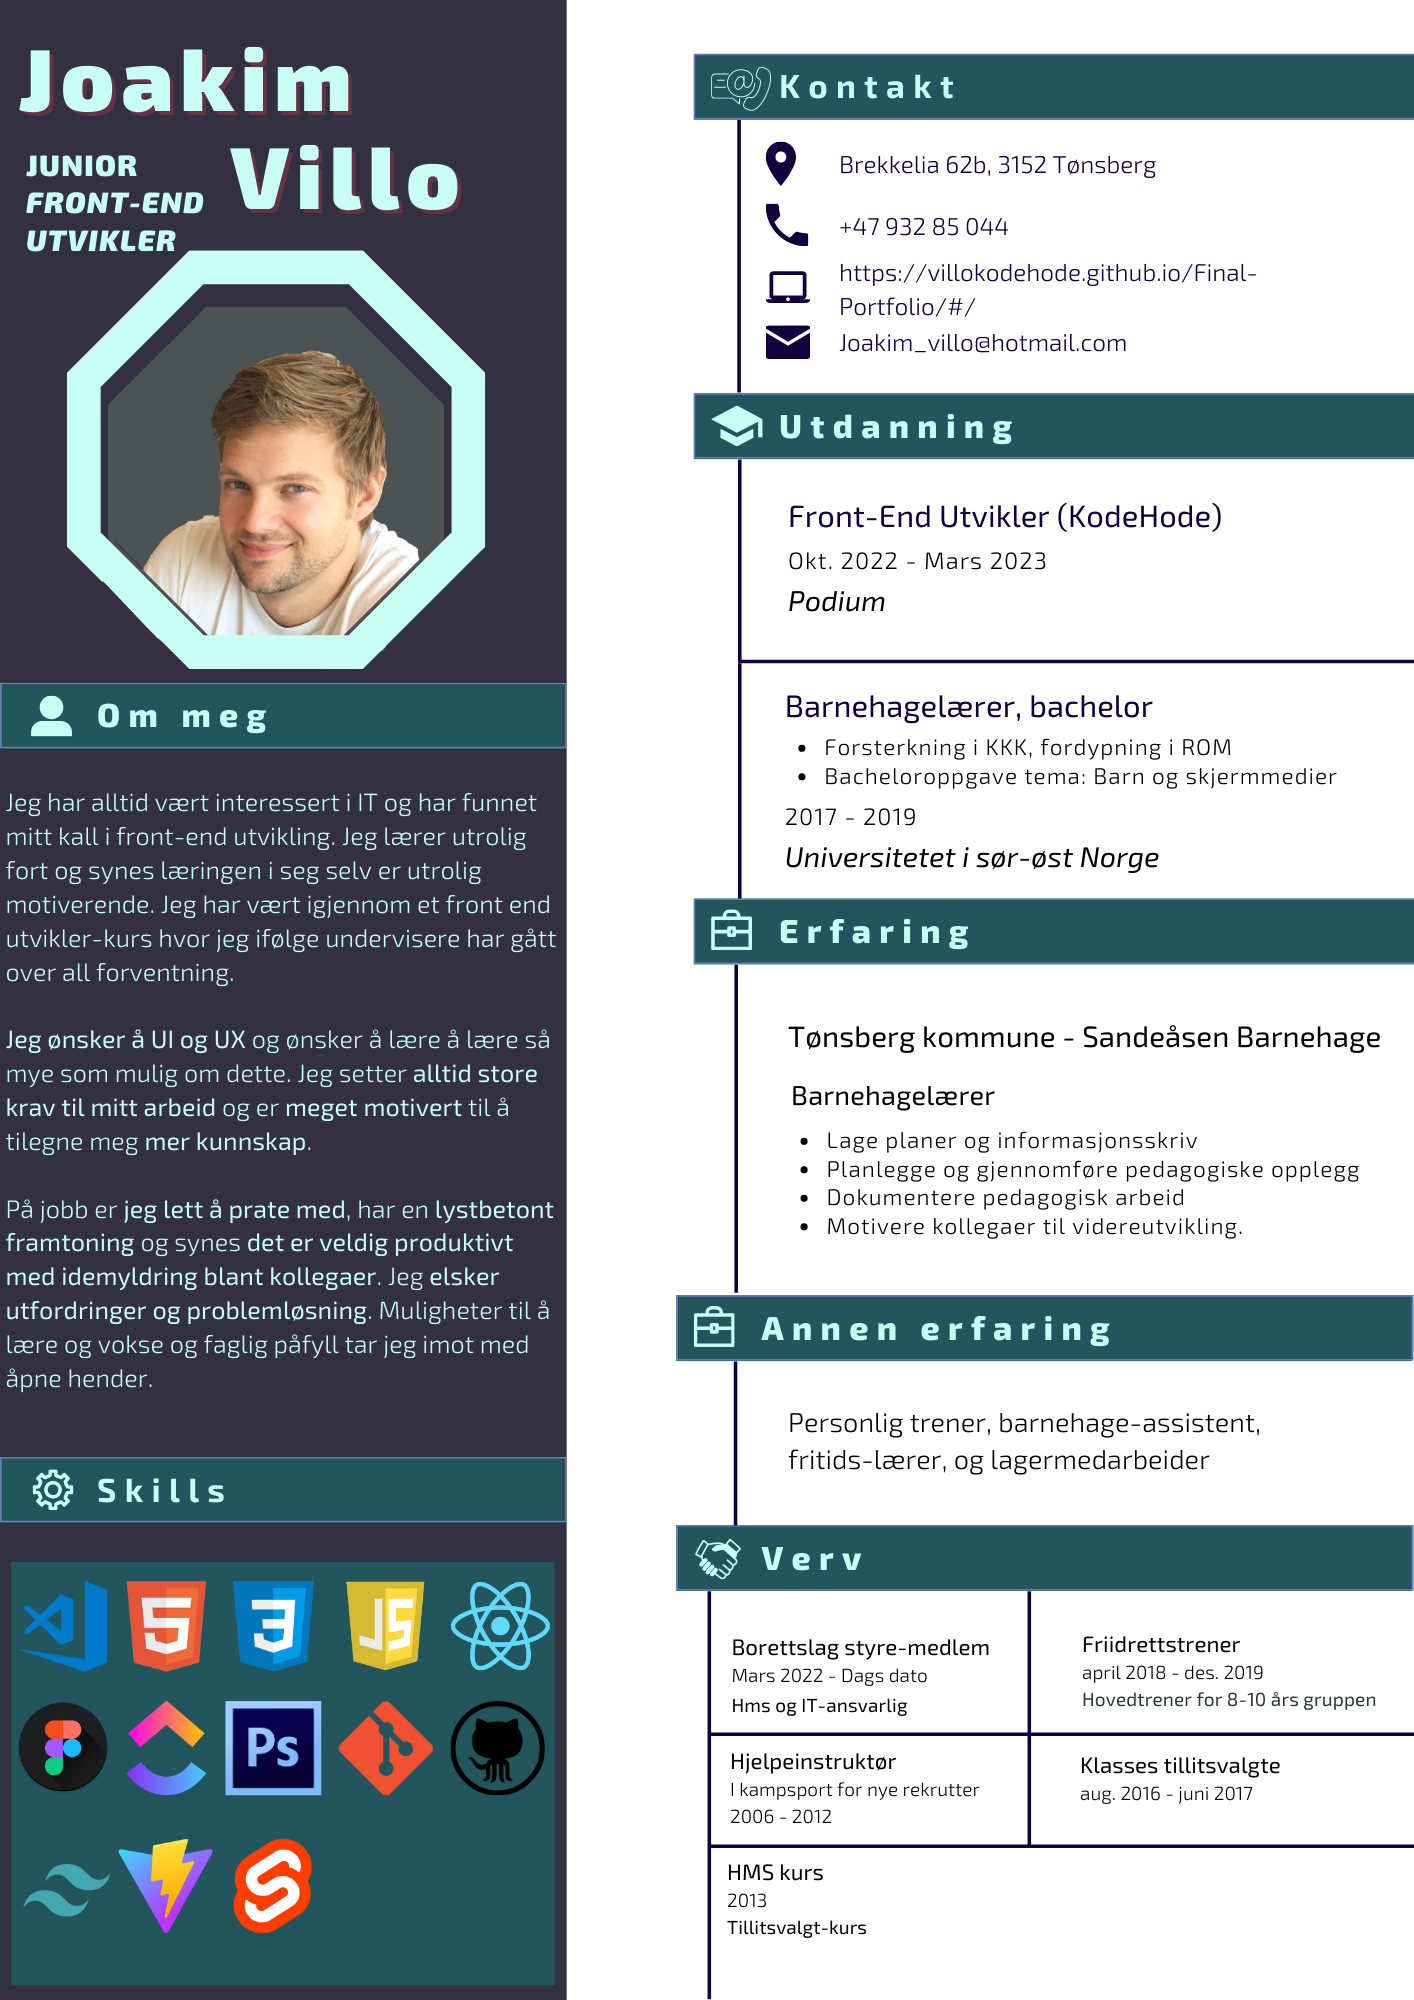 Joakim
Villo
JUNIOR
FRONT-END
UTVIKLER
Om meg
Jeg har alltid vært interessert i IT og har funnet
mitt kall i front-end utvikling. Jeg lærer utrolig
fort og synes læringen i seg selv er utrolig
motiverende. Jeg har vært igjennom et front end
utvikler-kurs hvor jeg ifølge undervisere har gått
over all forventning.
Jeg ønsker å UI og UX og ønsker å lære å lære så
mye som mulig om dette. Jeg setter alltid store
krav til mitt arbeid og er meget motivert til å
tilegne meg mer kunnskap.
På jobb er jeg lett å prate med, har en lystbetont
framtoning og synes det er veldig produktivt
med idemyldring blant kollegaer. Jeg elsker
utfordringer og problemløsning. Muligheter til å
lære og vokse og faglig påfyll tar jeg imot med
åpne hender.
Skills
JS
Ps
Kontakt
Brekkelia 62b, 3152 Tønsberg
+47 932 85 044
https://villokodehode.github.io/Final-
Portfolio/#/
Joakim_villo@hotmail.com
Utdanning
Front-End Utvikler (KodeHode)
Okt. 2022 - Mars 2023
Podium
Barnehagelærer, bachelor
• Forsterkning i KKK, fordypning i ROM
• Bacheloroppgave tema: Barn og skjermmedier
2017 - 2019
Universitetet i sør-øst Norge
Erfaring
Tønsberg kommune - Sandeåsen Barnehage
Barnehagelærer
• Lage planer og informasjonsskriv
• Planlegge og gjennomføre pedagogiske opplegg
• Dokumentere pedagogisk arbeid
• Motivere kollegaer til videreutvikling.
Annen erfaring
Personlig trener, barnehage-assistent,
fritids-lærer, og lagermedarbeider
Verv
Borettslag styre-medlem
Mars 2022 - Dags dato
Hms og IT-ansvarlig
Friidrettstrener
april 2018 - des. 2019
Hovedtrener for 8-10 års gruppen
Hjelpeinstruktør
I kampsport for nye rekrutter
2006 - 2012
Klasses tillitsvalgte
aug. 2016 - juni 2017
HMS kurs
2013
Tillitsvalgt-kurs